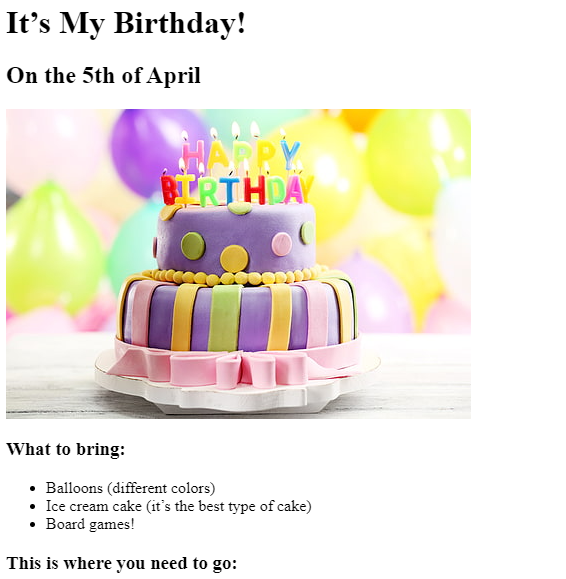 It’s My Birthday!
On the 5th of April
HAPPY
BIRTHDAY
What to bring:
Balloons (different colors)
Ice cream cake (it’s the best type of cake)
Board games!
This is where you need to go: